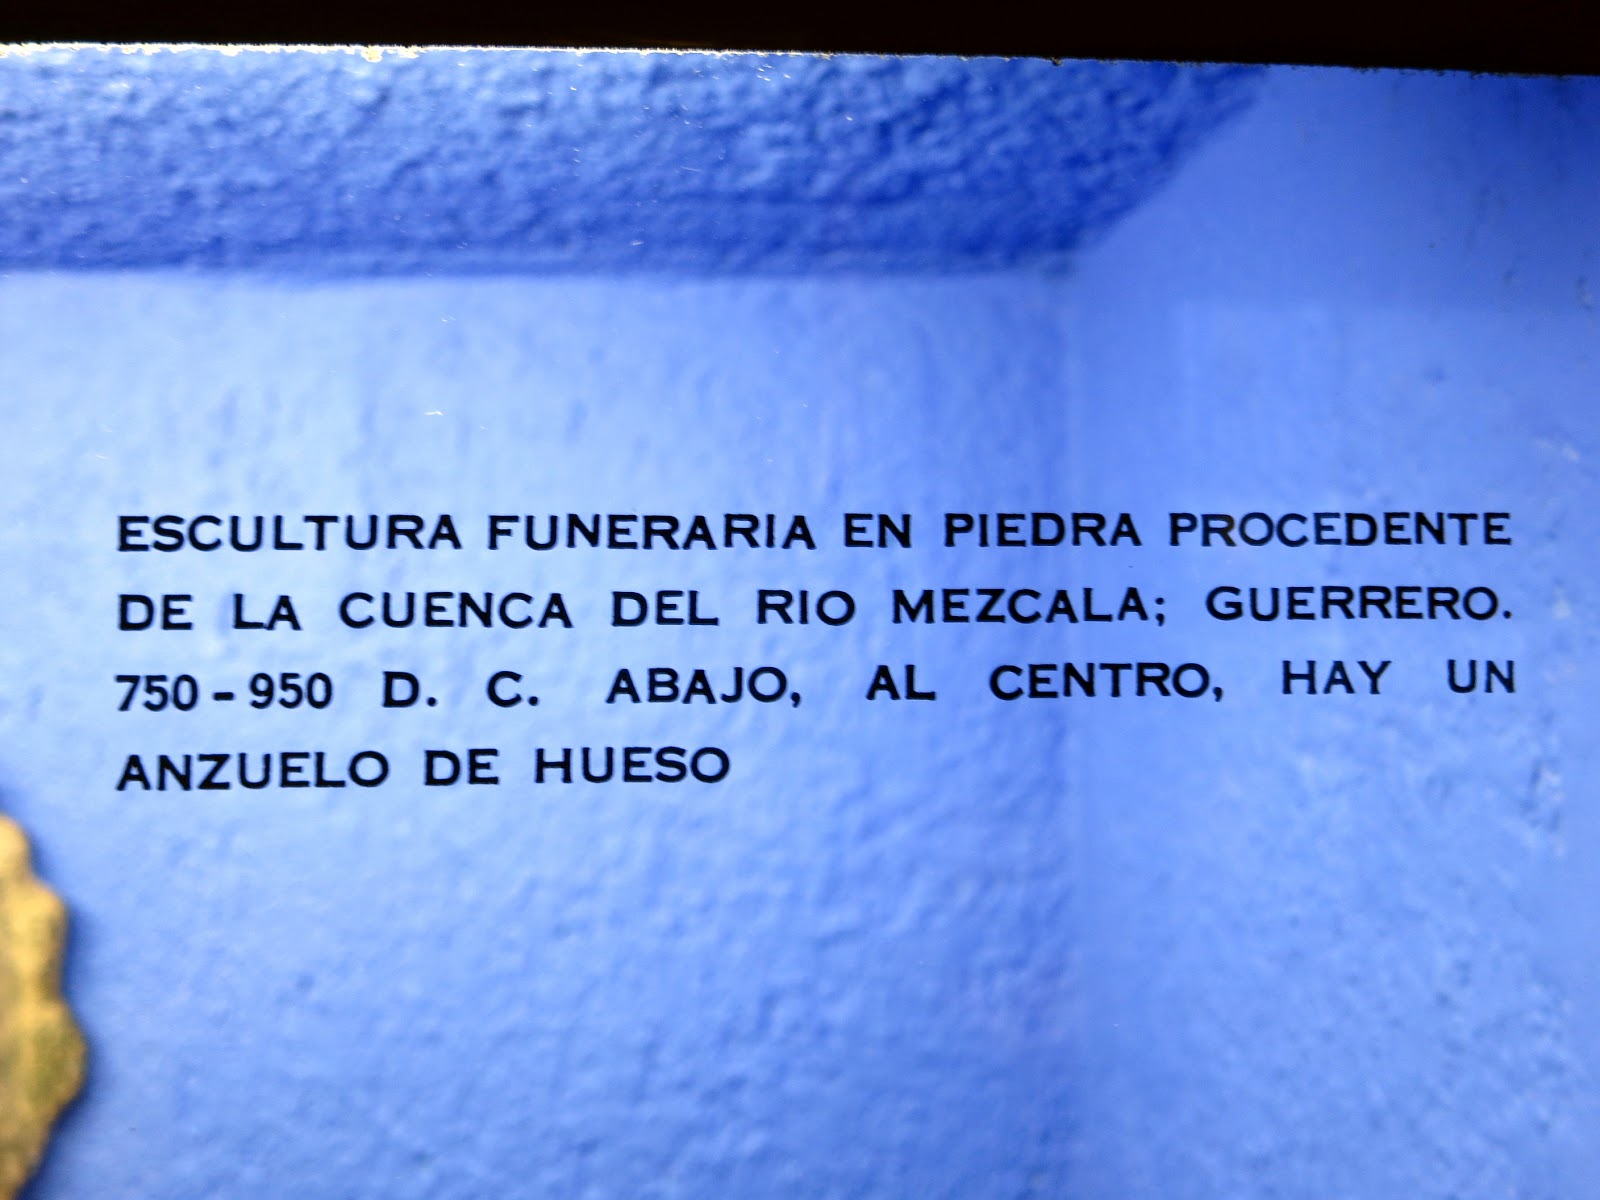 ESCULTURA FUNERARIA EN PIEDRA PROCEDENTE
DE LA CUENCA DEL RIO MEZCALA; GUERRERO.
750-950 D. C. ABAJO, AL CENTRO, HAY UN
ANZUELO DE HUESO